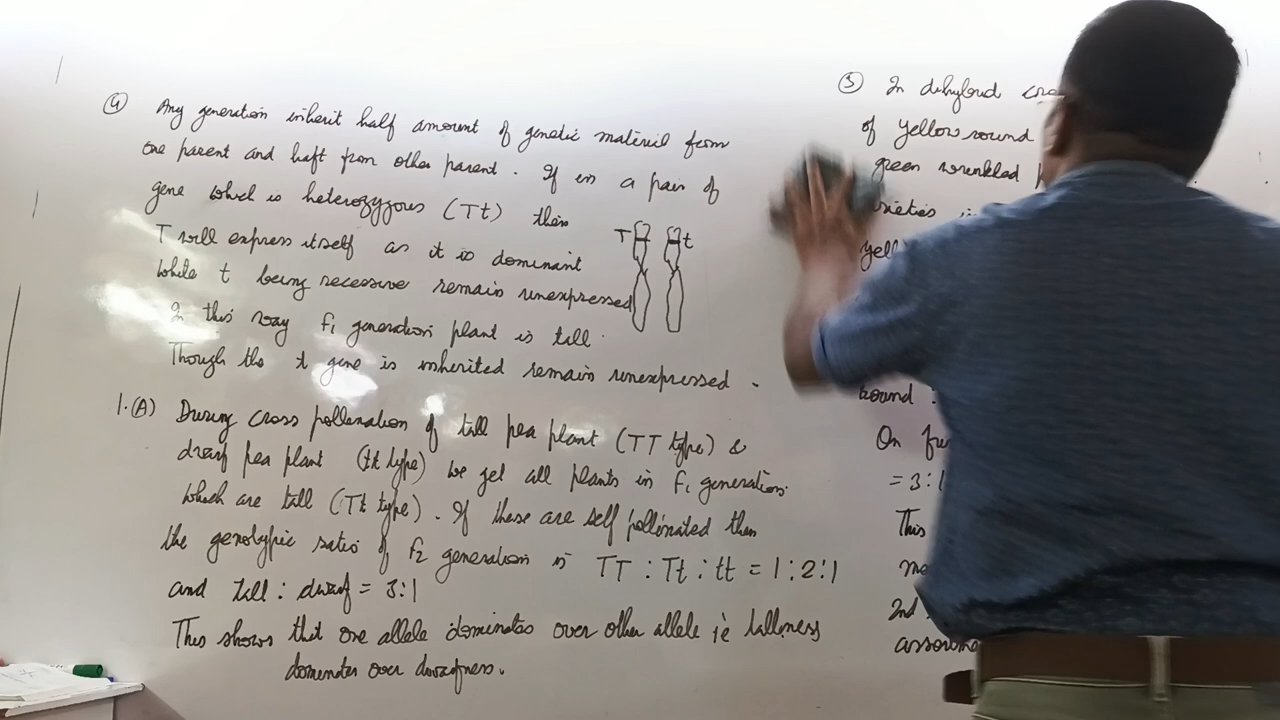 ④ Any generation inherit half amount of genetic material from
one parent and haft from other parent. If in a pair of
gene which is heterozygous (Tt) then
T will express itself as it is dominant
While t being recessive remain unexpressed
In this way F1 generation plant is tall.
Though the t gene is inherited remain unexpressed.
T t
1.(A) During cross pollenation of tall pea plant (TT type) &
dwarf pea plant (tt type) we get all plants in F1 generation
which are tall (Tt type). If these are self pollinated then
the genotypic ratio of F2 generation is TT : Tt : tt = 1:2:1
and tall : dwarf = 3:1
This shows that one allele dominates over other allele ie tallness
dominates over dwarfness.
In dihybrid
of yellow round
green wrinkled
round :
On
= 3:1
This
2nd